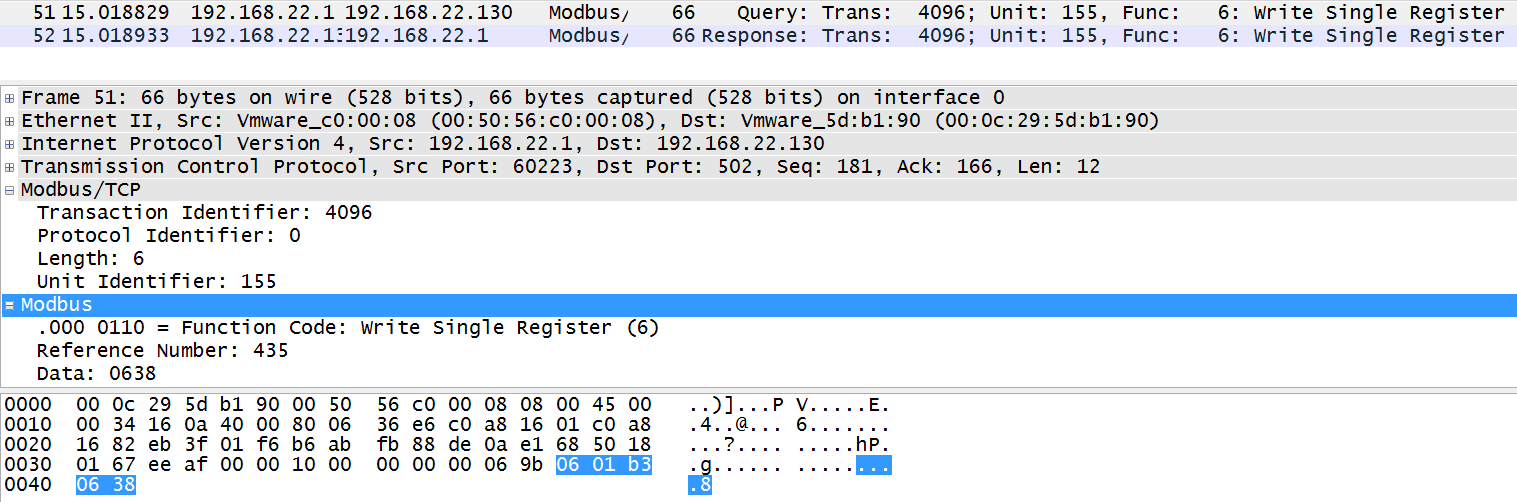 51 15.018829 192.168.22.1 192.168.22.130 Modbus/ 66 Query: Trans: 4096; Unit: 155, Func: 6: Write Single Register
52 15.018933 192.168.22.13 192.168.22.1 Modbus/ 66 Response: Trans: 4096; Unit: 155, Func: 6: Write Single Register
Frame 51: 66 bytes on wire (528 bits), 66 bytes captured (528 bits) on interface 0
Ethernet II, Src: Vmware_c0:00:08 (00:50:56:c0:00:08), Dst: Vmware_5d:b1:90 (00:0c:29:5d:b1:90)
Internet Protocol Version 4, Src: 192.168.22.1, Dst: 192.168.22.130
Transmission Control Protocol, Src Port: 60223, Dst Port: 502, Seq: 181, Ack: 166, Len: 12
Modbus/TCP
Transaction Identifier: 4096
Protocol Identifier: 0
Length: 6
Unit Identifier: 155
Modbus
.000 0110 = Function Code: Write Single Register (6)
Reference Number: 435
Data: 0638
0000 00 0c 29 5d b1 90 00 50 56 c0 00 08 08 00 45 00 ..)]...P V.....E.
0010 00 34 16 0a 40 00 80 06 36 e6 c0 a8 16 01 c0 a8 .4..@... 6.......
0020 16 82 eb 3f 01 f6 b6 ab fb 88 de 0a e1 68 50 18 ...?.... .....hP.
0030 01 67 ee af 00 00 10 00 00 00 00 06 9b 06 01 b3 .g...... ........
0040 06 38 .8